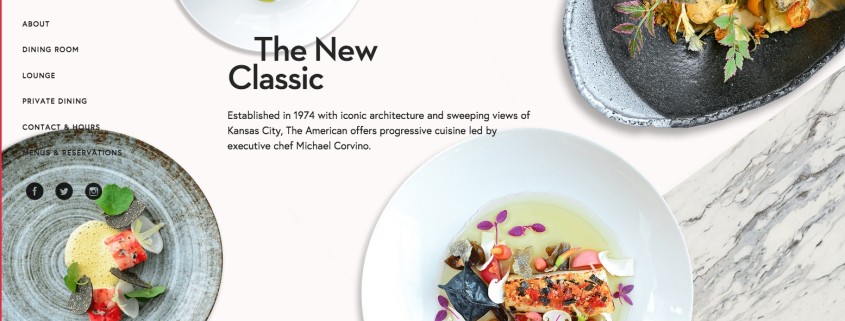 ABOUT
DINING ROOM
LOUNGE
PRIVATE DINING
CONTACT & HOURS
MENUS & RESERVATIONS
The New
Classic
Established in 1974 with iconic architecture and sweeping views of
Kansas City, The American offers progressive cuisine led by
executive chef Michael Corvino.